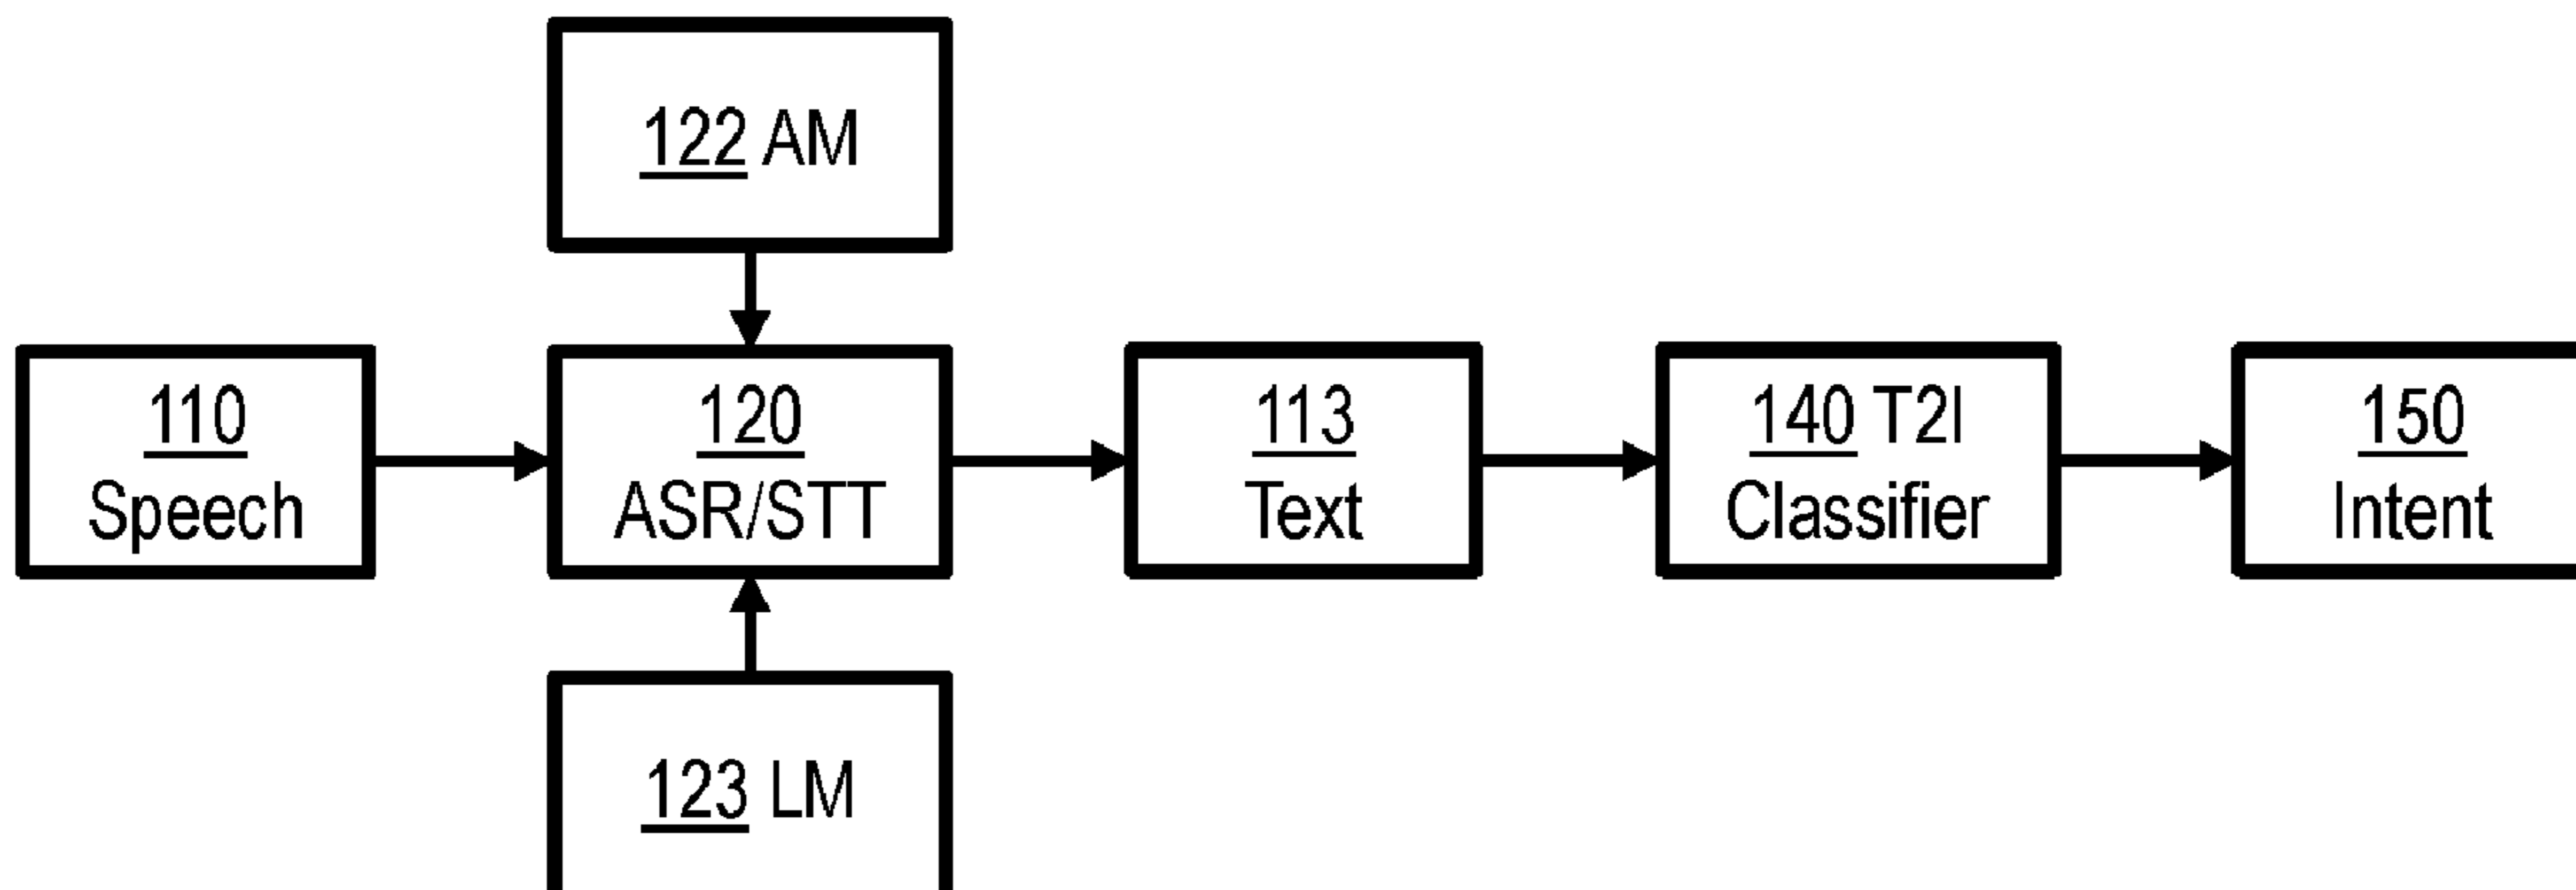 122 AM
110
Speech
120
ASR/STT
113
Text
140 T2I
Classifier
150
Intent
123 LM